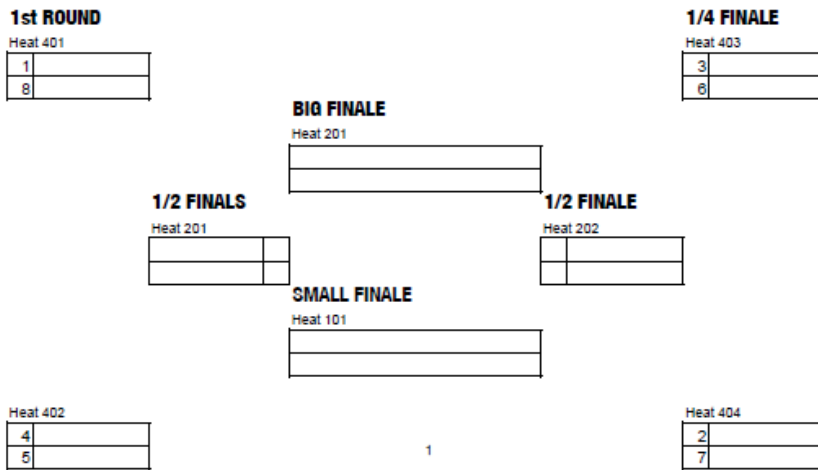 1st ROUND
1/4 FINALE
Heat 401
Heat 403
1
3
8
6
BIG FINALE
Heat 201
1/2 FINALS
1/2 FINALE
Heat 201
Heat 202
SMALL FINALE
Heat 101
Heat 402
Heat 404
4
2
5
7
1